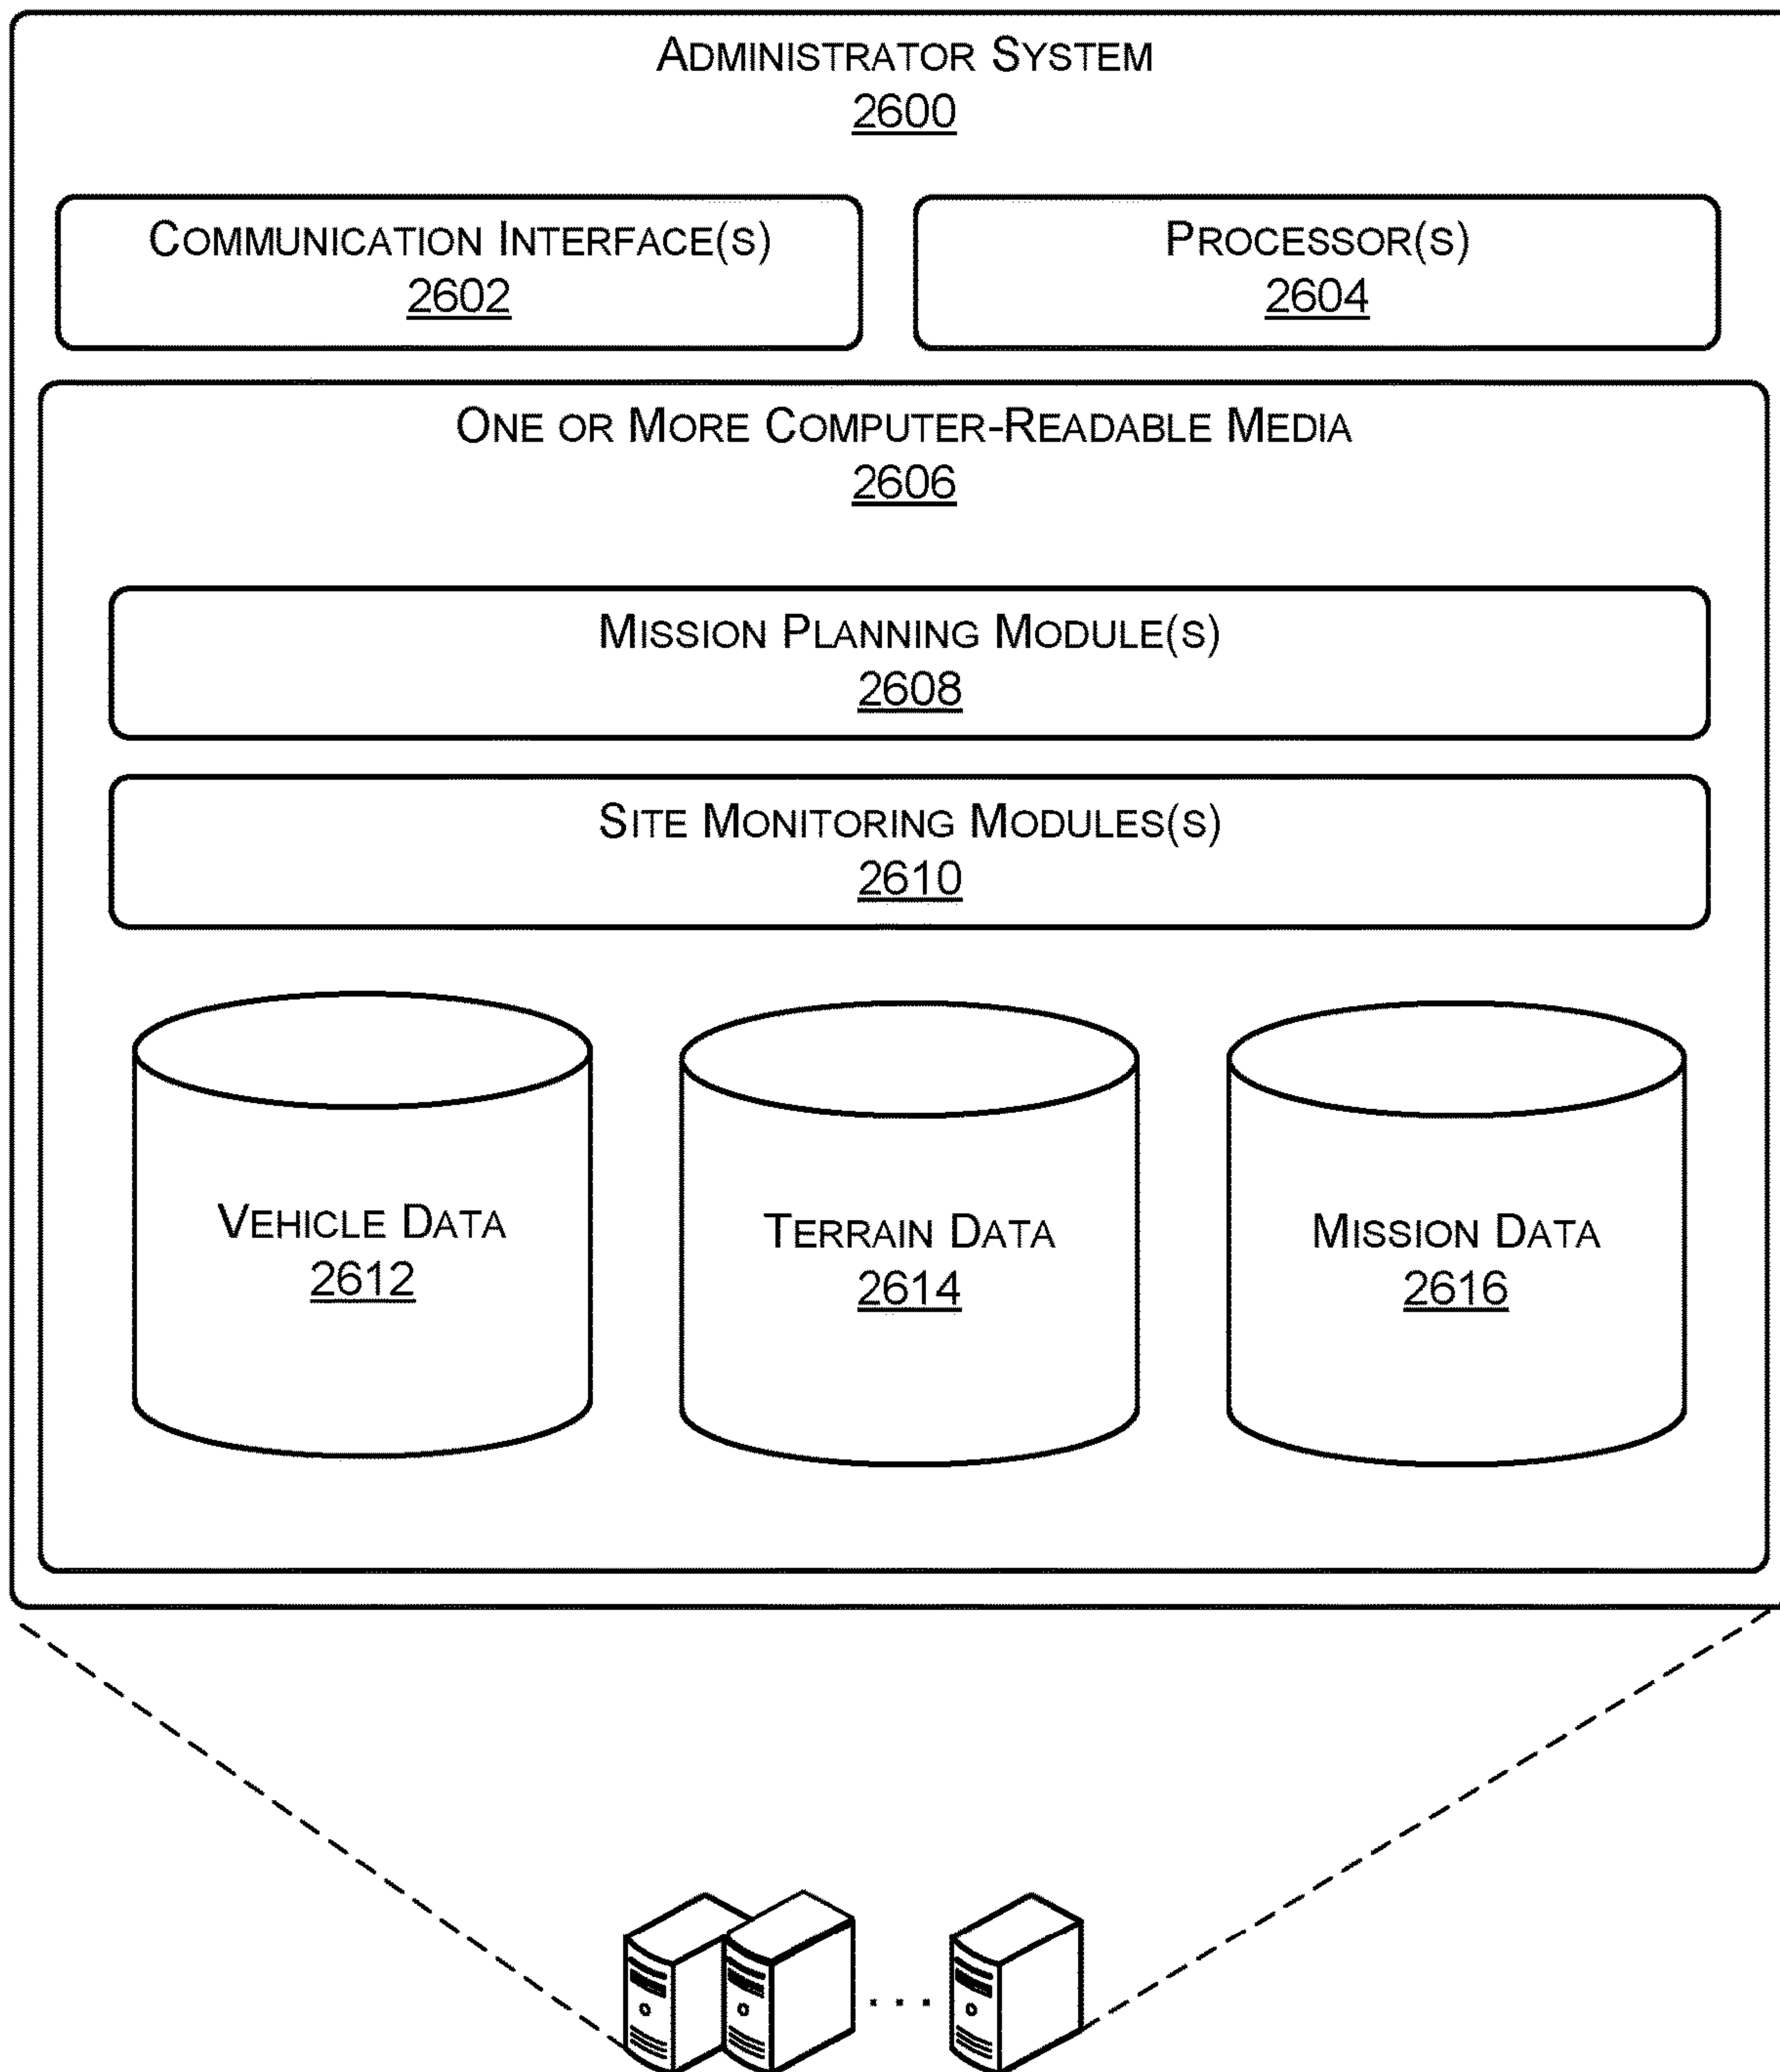 ADMINISTRATOR SYSTEM
2600
COMMUNICATION INTERFACE(S)
2602
PROCESSOR(S)
2604
ONE OR MORE COMPUTER-READABLE MEDIA
2606
MISSION PLANNING MODULE(S)
2608
SITE MONITORING MODULES(S)
2610
VEHICLE DATA
2612
TERRAIN DATA
2614
MISSION DATA
2616
...